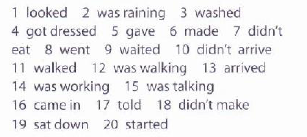 1 looked 2 was raining 3 washed
4 got dressed 5 gave 6 made 7 didn't
eat 8 went 9 waited 10 didn't arrive
11 walked 12 was walking 13 arrived
14 was working 15 was talking
16 came in 17 told 18 didn't make
19 sat down 20 started